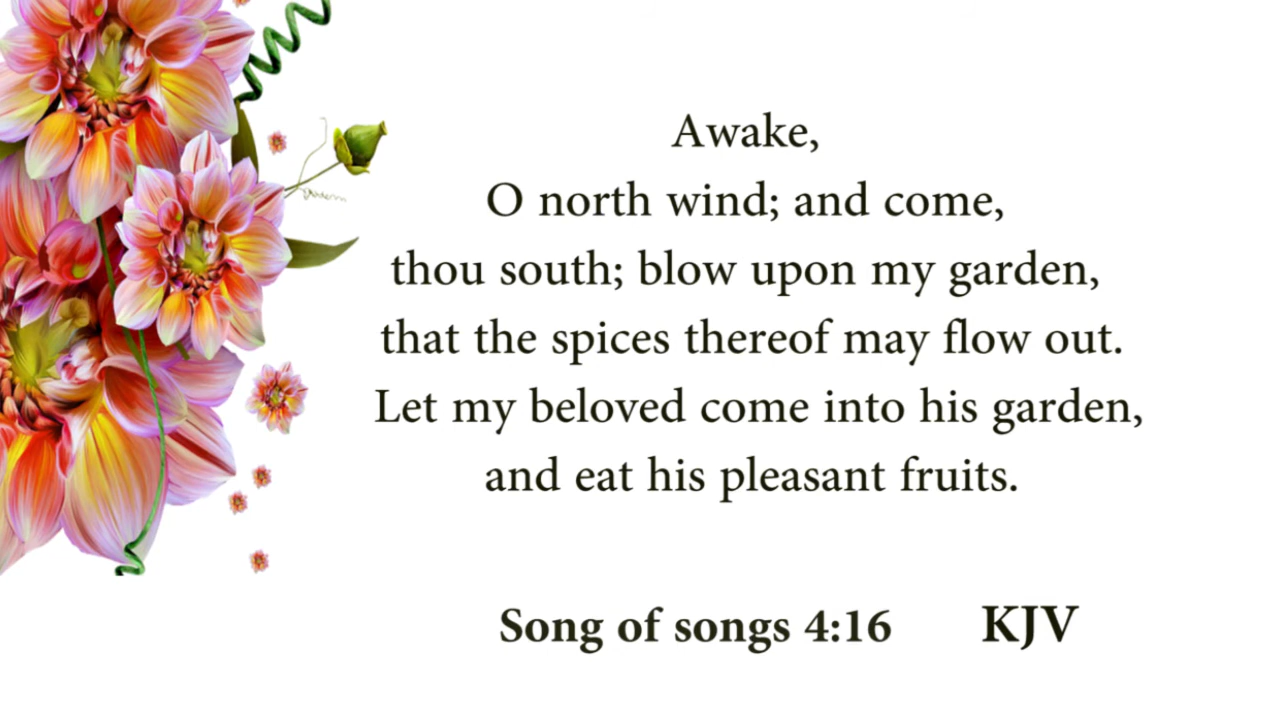 Awake,
O north wind; and come,
thou south; blow upon my garden,
that the spices thereof may flow out.
Let my beloved come into his garden,
and eat his pleasant fruits.
Song of songs 4:16 KJV